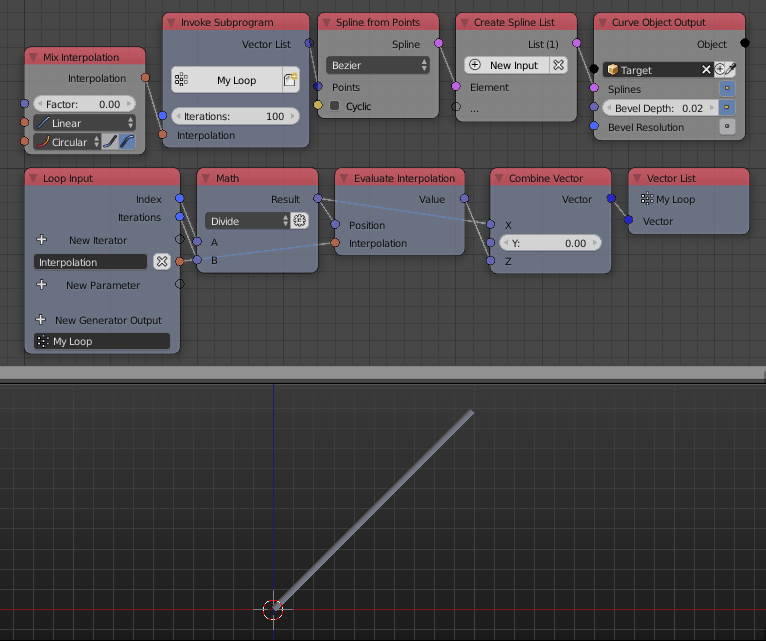 Mix Interpolation
Interpolation
Factor: 0.00
Linear
Circular
Invoke Subprogram
Vector List
My Loop
Iterations: 100
Interpolation
Spline from Points
Spline
Bezier
Points
Cyclic
Create Spline List
List (1)
New Input
Element
...
Curve Object Output
Object
Target
Splines
Bevel Depth: 0.02
Bevel Resolution
Loop Input
Index
Iterations
New Iterator
Interpolation
New Parameter
New Generator Output
My Loop
Math
Result
Divide
A
B
Evaluate Interpolation
Value
Position
Interpolation
Combine Vector
Vector
X
Y: 0.00
Z
Vector List
My Loop
Vector